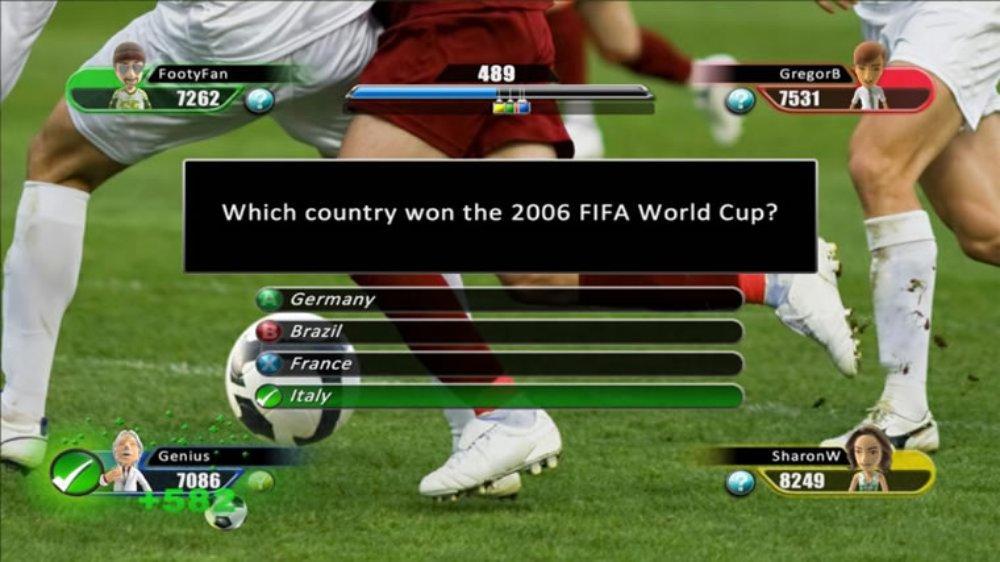 FootyFan
7262
?
489
?
GregorB
7531
Which country won the 2006 FIFA World Cup?
A Germany
B Brazil
X France
Italy
Genius
7086
+582
SharonW
?
8249